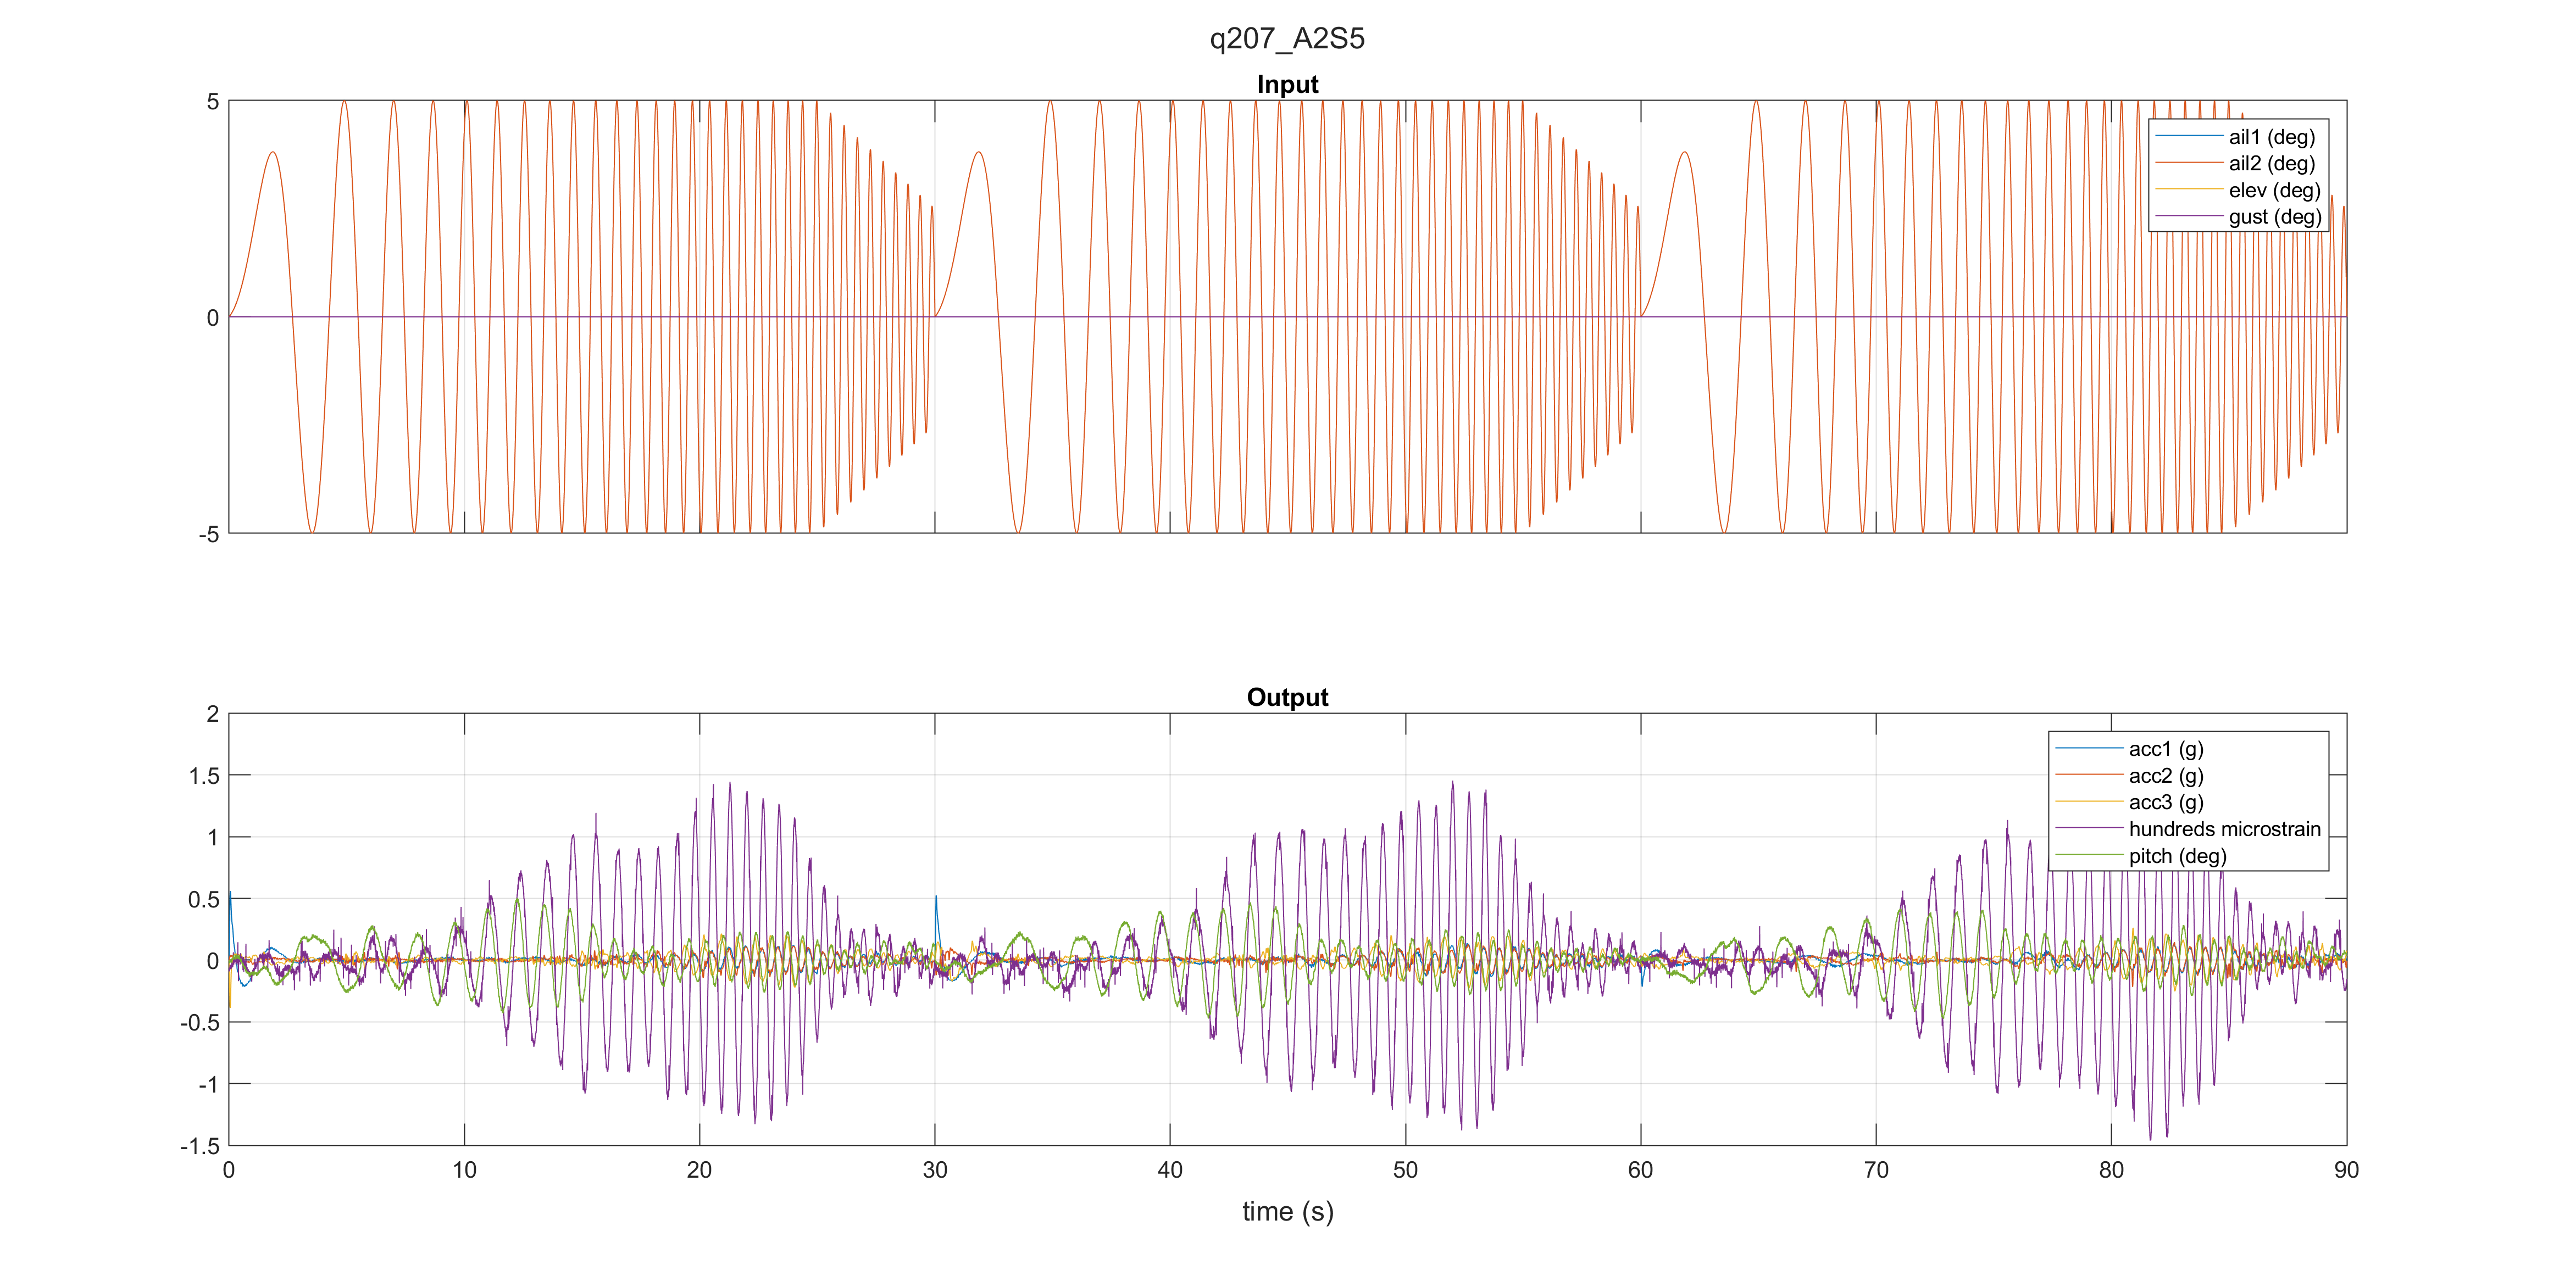 q207_A2S5
Input
5
0
-5
ail1 (deg)
ail2 (deg)
elev (deg)
gust (deg)
Output
2
1.5
1
0.5
0
-0.5
-1
-1.5
acc1 (g)
acc2 (g)
acc3 (g)
hundreds microstrain
pitch (deg)
0 10 20 30 40 50 60 70 80 90
time (s)